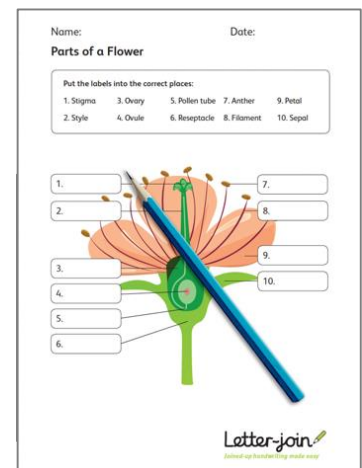 Name: Date:
Parts of a Flower
Put the labels into the correct places:
1. Stigma 3. Ovary 5. Pollen tube 7. Anther 9. Petal
2. Style 4. Ovule 6. Reseptacle 8. Filament 10. Sepal
1. 7.
2. 8.
9.
3.
10.
4.
5.
6.
Letter-join
Joined-up handwriting made easy